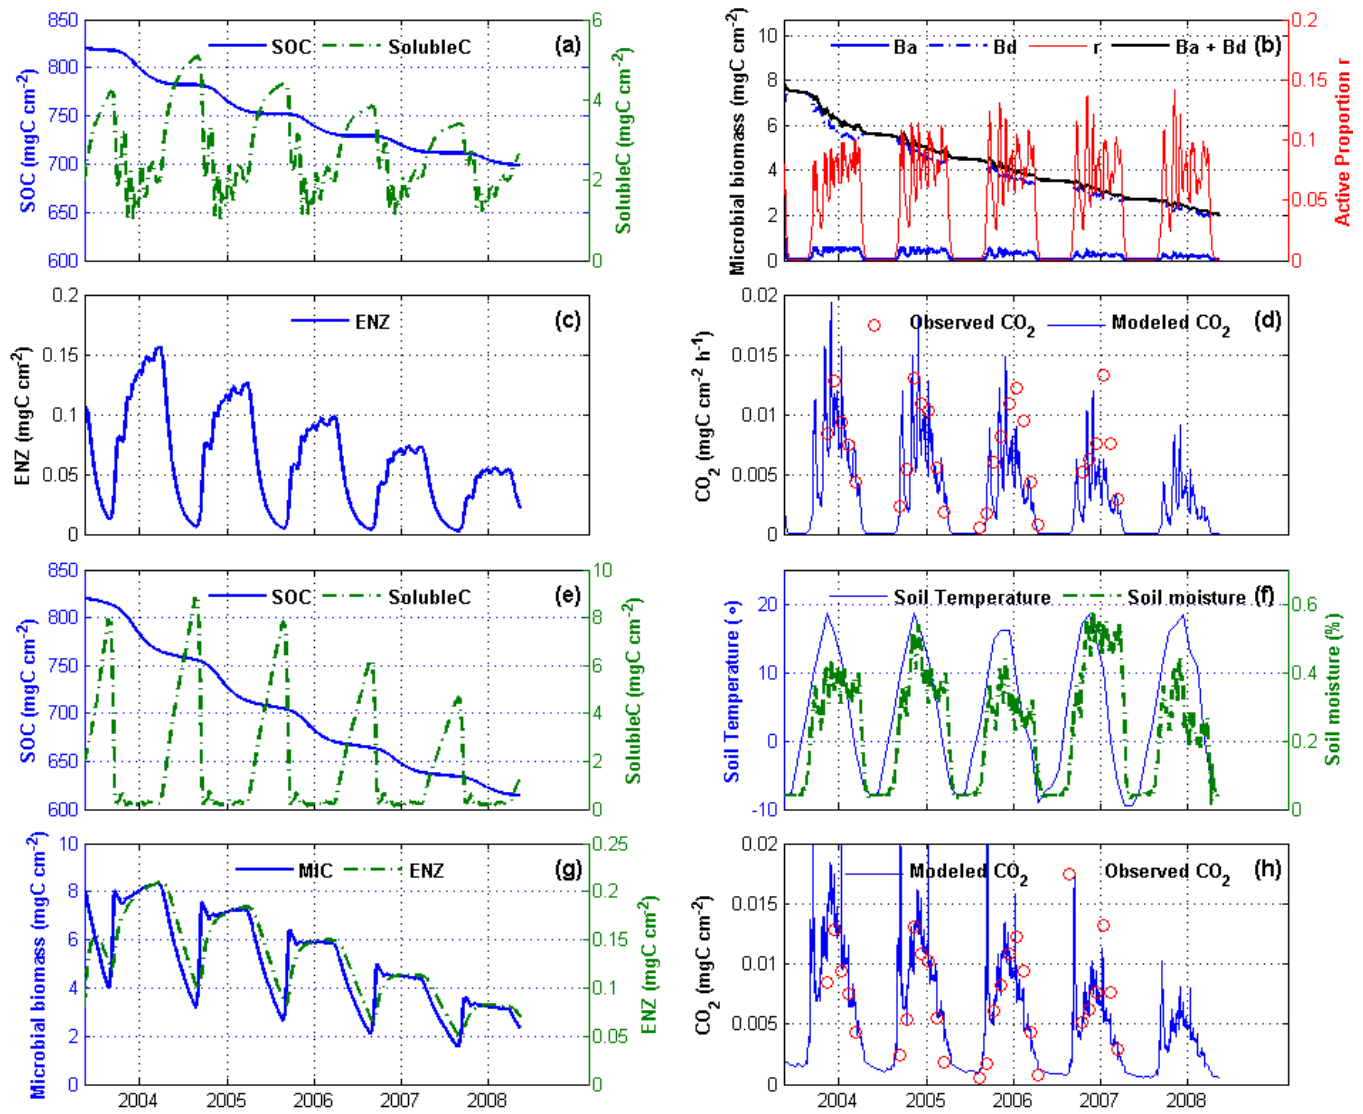 SOC SolubleC (a)
SOC (mgC cm-2)
850
800
750
700
650
600
SolubleC (mgC cm-2)
6
4
2
0
Ba Bd r Ba + Bd (b)
Microbial biomass (mgC cm-2)
10
8
6
4
2
0
Active Proportion r
0.2
0.15
0.1
0.05
0
ENZ (c)
ENZ (mgC cm-2)
0.2
0.15
0.1
0.05
0
Observed CO2 Modeled CO2 (d)
CO2 (mgC cm-2 h-1)
0.02
0.015
0.01
0.005
0
SOC SolubleC (e)
SOC (mgC cm-2)
850
800
750
700
650
600
SolubleC (mgC cm-2)
10
8
6
4
2
0
Soil Temperature Soil moisture (f)
Soil Temperature (°)
20
10
0
-10
Soil moisture (%)
0.6
0.4
0.2
0
MIC ENZ (g)
Microbial biomass (mgC cm-2)
10
8
6
4
2
0
ENZ (mgC cm-2)
0.25
0.2
0.15
0.1
0.05
0
2004 2005 2006 2007 2008
Modeled CO2 Observed CO2 (h)
CO2 (mgC cm-2)
0.02
0.015
0.01
0.005
0
2004 2005 2006 2007 2008